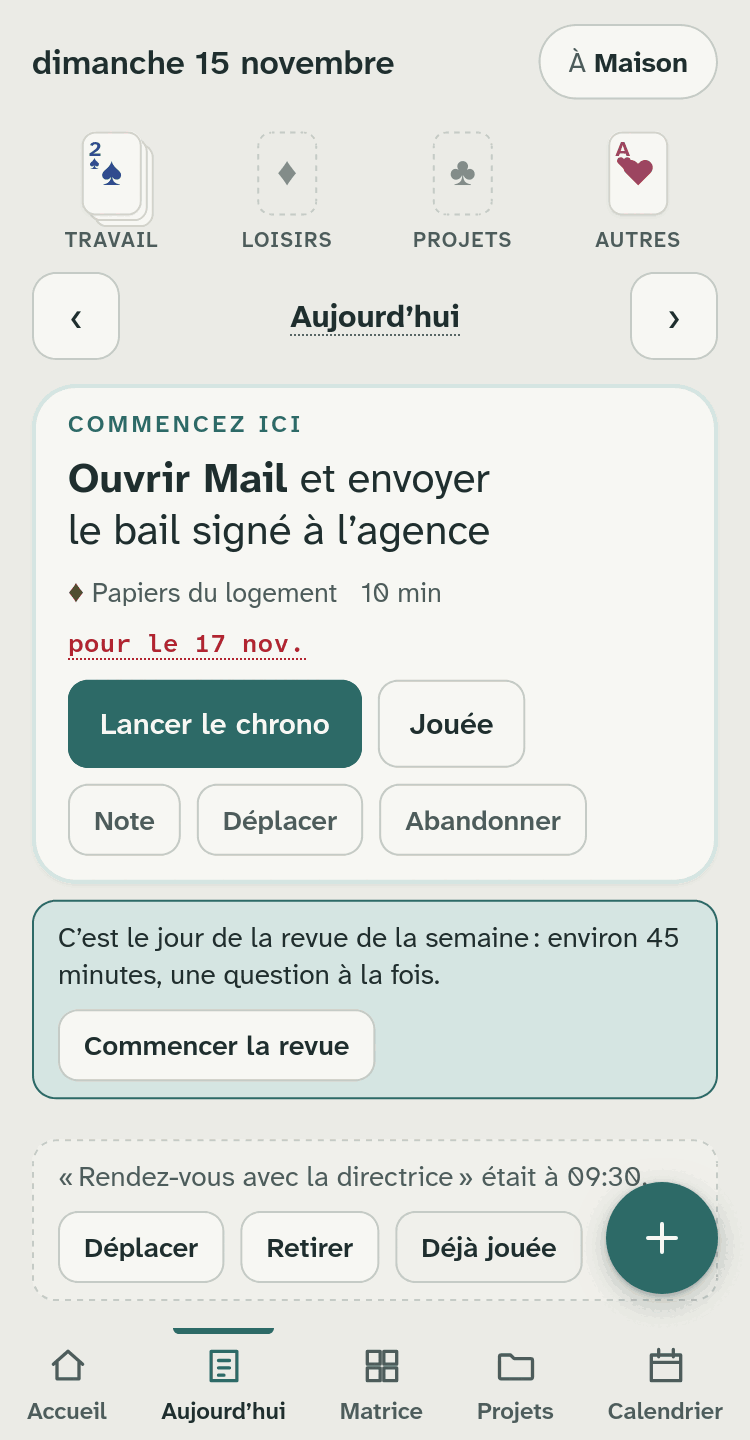 dimanche 15 novembre
À Maison
2
A
TRAVAIL
LOISIRS
PROJETS
AUTRES
‹
Aujourd’hui
›
COMMENCEZ ICI
Ouvrir Mail et envoyer
le bail signé à l’agence
♦ Papiers du logement 10 min
pour le 17 nov.
Lancer le chrono
Jouée
Note
Déplacer
Abandonner
C’est le jour de la revue de la semaine : environ 45
minutes, une question à la fois.
Commencer la revue
« Rendez-vous avec la directrice » était à 09:30.
Déplacer
Retirer
Déjà jouée
+
Accueil
Aujourd’hui
Matrice
Projets
Calendrier